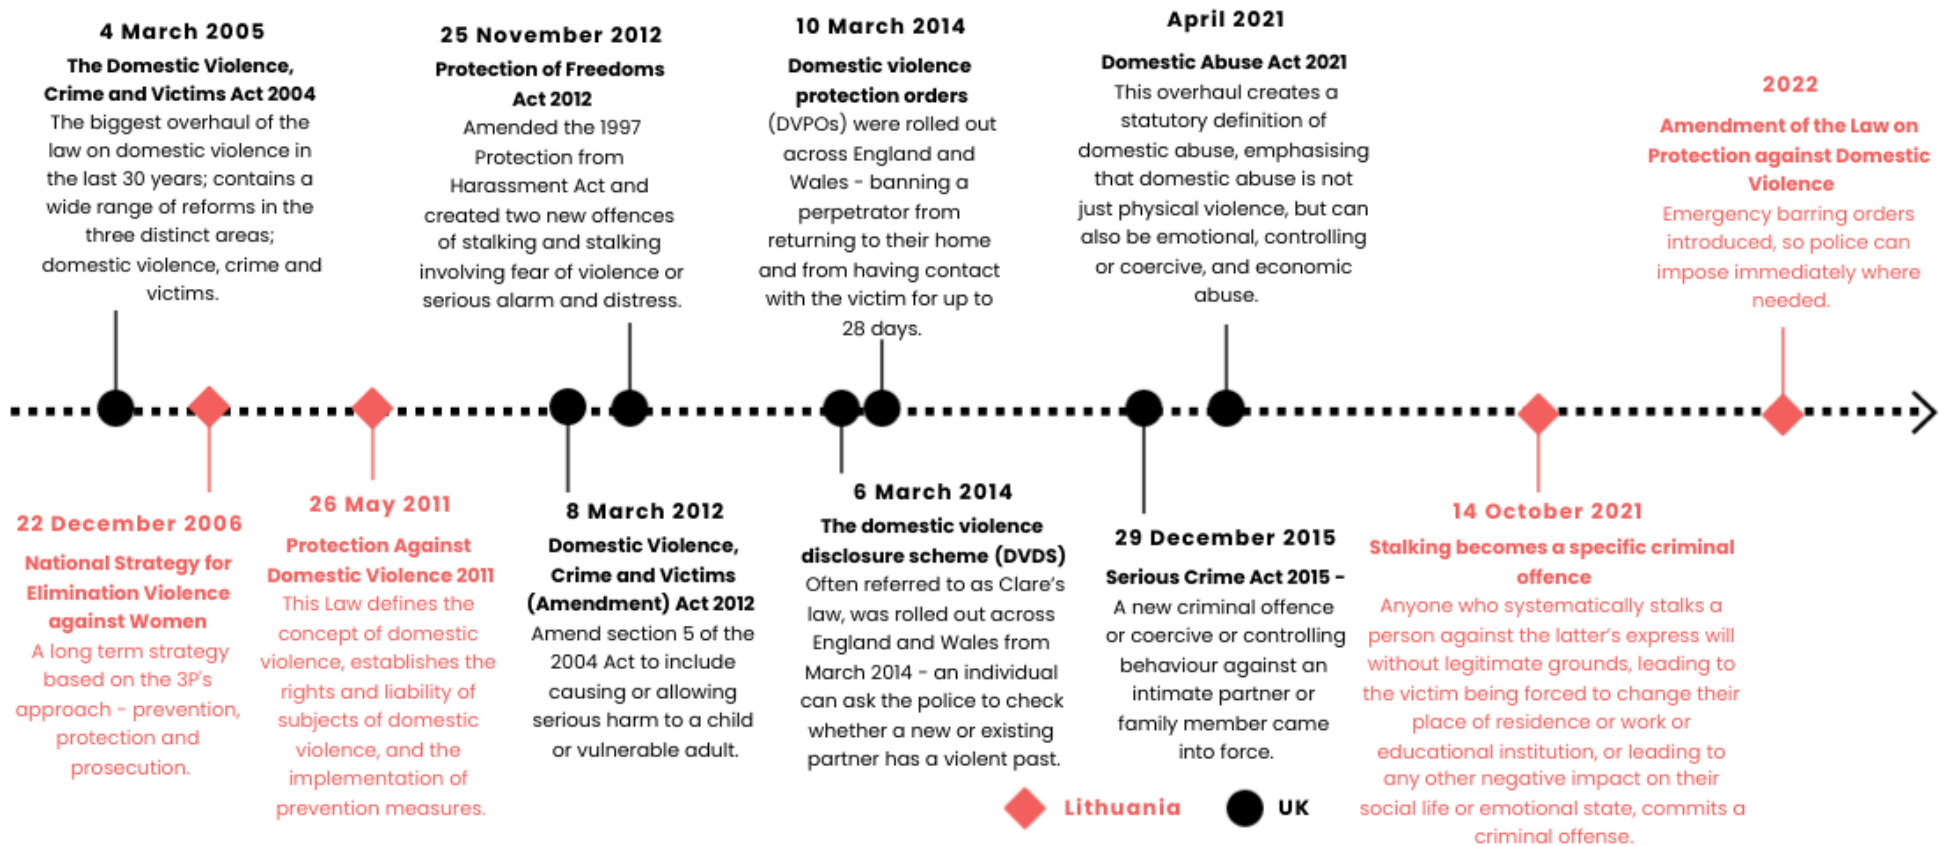 4 March 2005
The Domestic Violence,
Crime and Victims Act 2004
The biggest overhaul of the
law on domestic violence in
the last 30 years; contains a
wide range of reforms in the
three distinct areas;
domestic violence, crime and
victims.
25 November 2012
Protection of Freedoms
Act 2012
Amended the 1997
Protection from
Harassment Act and
created two new offences
of stalking and stalking
involving fear of violence or
serious alarm and distress.
10 March 2014
Domestic violence
protection orders
(DVPOs) were rolled out
across England and
Wales - banning a
perpetrator from
returning to their home
and from having contact
with the victim for up to
28 days.
April 2021
Domestic Abuse Act 2021
This overhaul creates a
statutory definition of
domestic abuse, emphasising
that domestic abuse is not
just physical violence, but can
also be emotional, controlling
or coercive, and economic
abuse.
2022
Amendment of the Law on
Protection against Domestic
Violence
Emergency barring orders
introduced, so police can
impose immediately where
needed.
22 December 2006
National Strategy for
Elimination Violence
against Women
A long term strategy
based on the 3P's
approach - prevention,
protection and
prosecution.
26 May 2011
Protection Against
Domestic Violence 2011
This Law defines the
concept of domestic
violence, establishes the
rights and liability of
subjects of domestic
violence, and the
implementation of
prevention measures.
8 March 2012
Domestic Violence,
Crime and Victims
(Amendment) Act 2012
Amend section 5 of the
2004 Act to include
causing or allowing
serious harm to a child
or vulnerable adult.
6 March 2014
The domestic violence
disclosure scheme (DVDS)
Often referred to as Clare's
law, was rolled out across
England and Wales from
March 2014 - an individual
can ask the police to check
whether a new or existing
partner has a violent past.
29 December 2015
Serious Crime Act 2015 -
A new criminal offence
or coercive or controlling
behaviour against an
intimate partner or
family member came
into force.
14 October 2021
Stalking becomes a specific criminal
offence
Anyone who systematically stalks a
person against the latter's express will
without legitimate grounds, leading to
the victim being forced to change their
place of residence or work or
educational institution, or leading to
any other negative impact on their
social life or emotional state, commits a
criminal offense.
Lithuania
UK